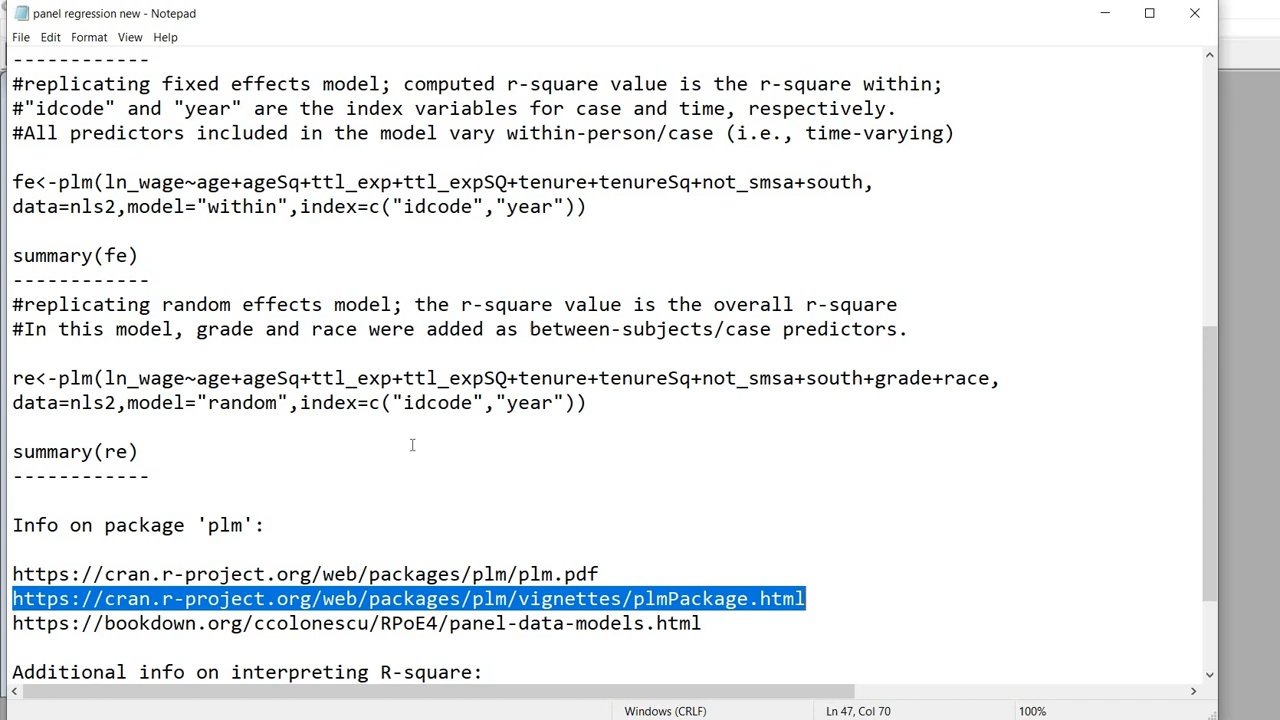 panel regression new - Notepad
File Edit Format View Help
------------
#replicating fixed effects model; computed r-square value is the r-square within;
#"idcode" and "year" are the index variables for case and time, respectively.
#All predictors included in the model vary within-person/case (i.e., time-varying)
fe<-plm(ln_wage~age+ageSq+ttl_exp+ttl_expSQ+tenure+tenureSq+not_smsa+south,
data=nls2,model="within",index=c("idcode","year"))
summary(fe)
------------
#replicating random effects model; the r-square value is the overall r-square
#In this model, grade and race were added as between-subjects/case predictors.
re<-plm(ln_wage~age+ageSq+ttl_exp+ttl_expSQ+tenure+tenureSq+not_smsa+south+grade+race,
data=nls2,model="random",index=c("idcode","year"))
summary(re)
------------
Info on package 'plm':
https://cran.r-project.org/web/packages/plm/plm.pdf
https://cran.r-project.org/web/packages/plm/vignettes/plmPackage.html
https://bookdown.org/ccolonescu/RPoE4/panel-data-models.html
Additional info on interpreting R-square:
Windows (CRLF) Ln 47, Col 70 100%